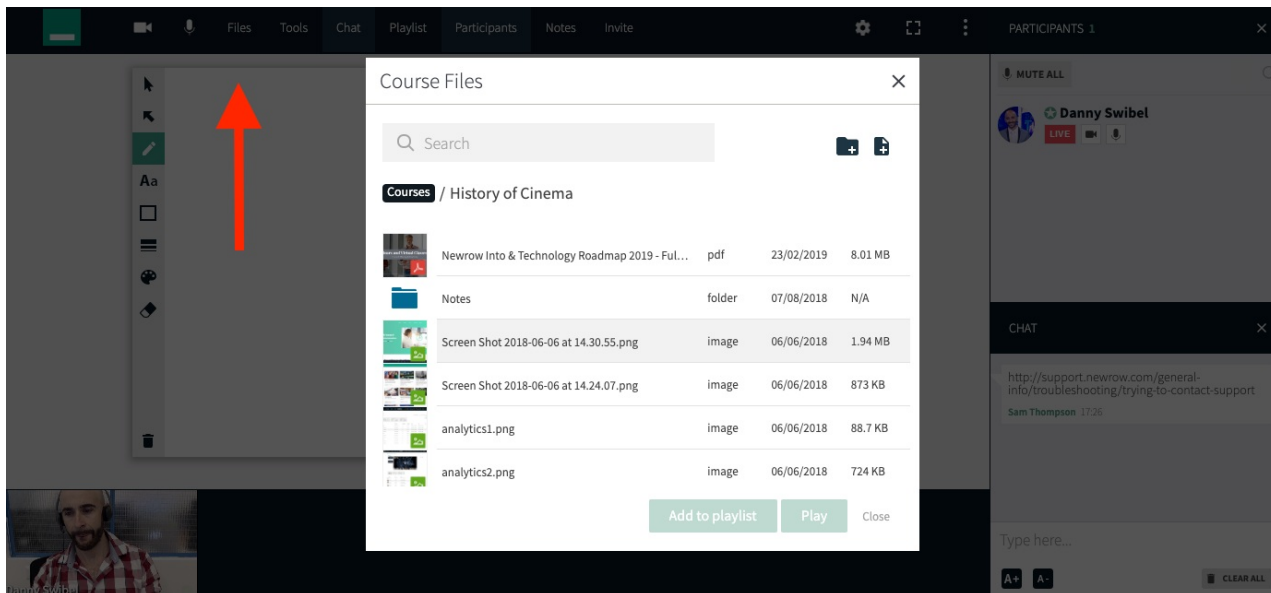 Files Tools Chat Playlist Participants Notes Invite
PARTICIPANTS 1
MUTE ALL
Danny Swibel
LIVE
Aa
Course Files
Search
Courses / History of Cinema
Newrow Into & Technology Roadmap 2019 - Ful... pdf 23/02/2019 8.01 MB
Notes folder 07/08/2018 N/A
Screen Shot 2018-06-06 at 14.30.55.png image 06/06/2018 1.94 MB
Screen Shot 2018-06-06 at 14.24.07.png image 06/06/2018 873 KB
analytics1.png image 06/06/2018 88.7 KB
analytics2.png image 06/06/2018 724 KB
Add to playlist Play Close
CHAT
http://support.newrow.com/general-
info/troubleshooting/trying-to-contact-support
Sam Thompson 17:26
Type here...
A+ A-
CLEAR ALL
Danny Swibel